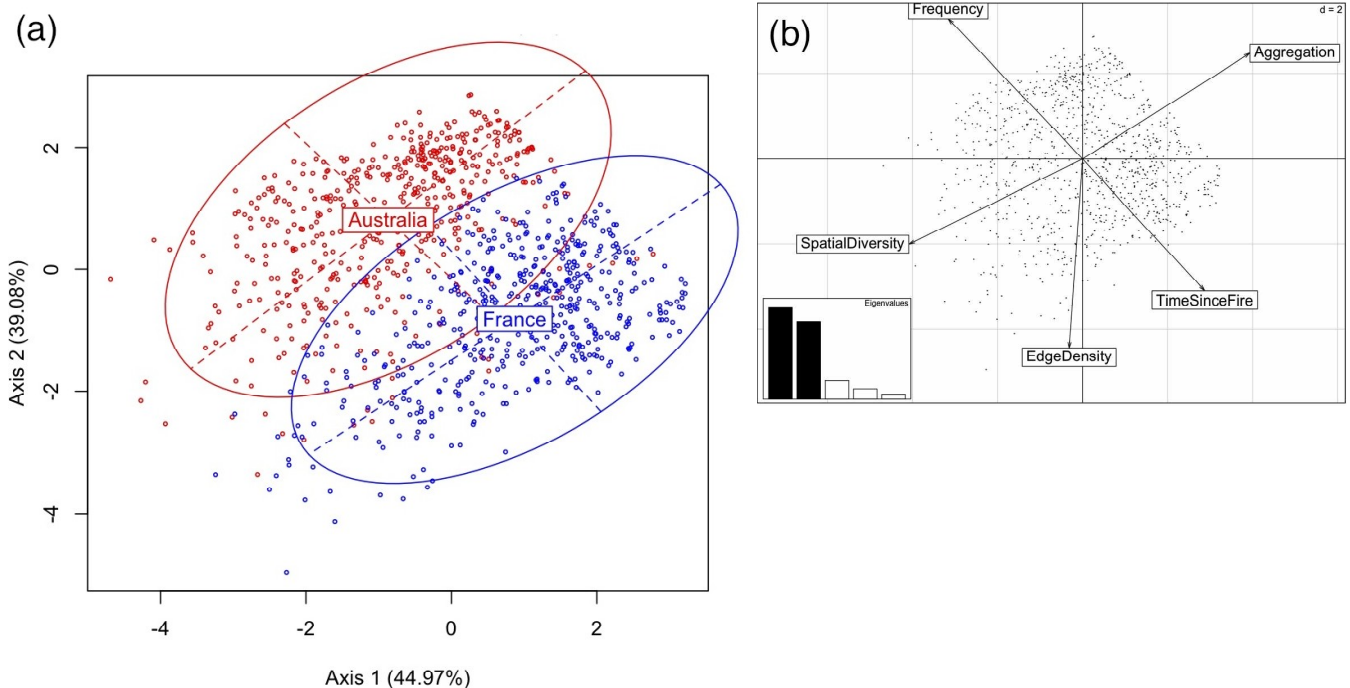 (a)
Australia
France
2
0
-2
-4
-4
-2
0
2
Axis 2 (39.08%)
Axis 1 (44.97%)
(b)
d = 2
Frequency
Aggregation
SpatialDiversity
TimeSinceFire
EdgeDensity
Eigenvalues